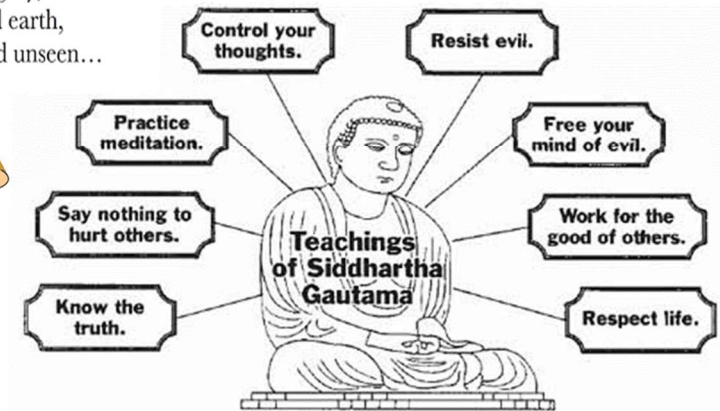 earth,
unseen…
Control your
thoughts.
Resist evil.
Practice
meditation.
Free your
mind of evil.
Say nothing to
hurt others.
Work for the
good of others.
Teachings
of Siddhartha
Gautama
Know the
truth.
Respect life.